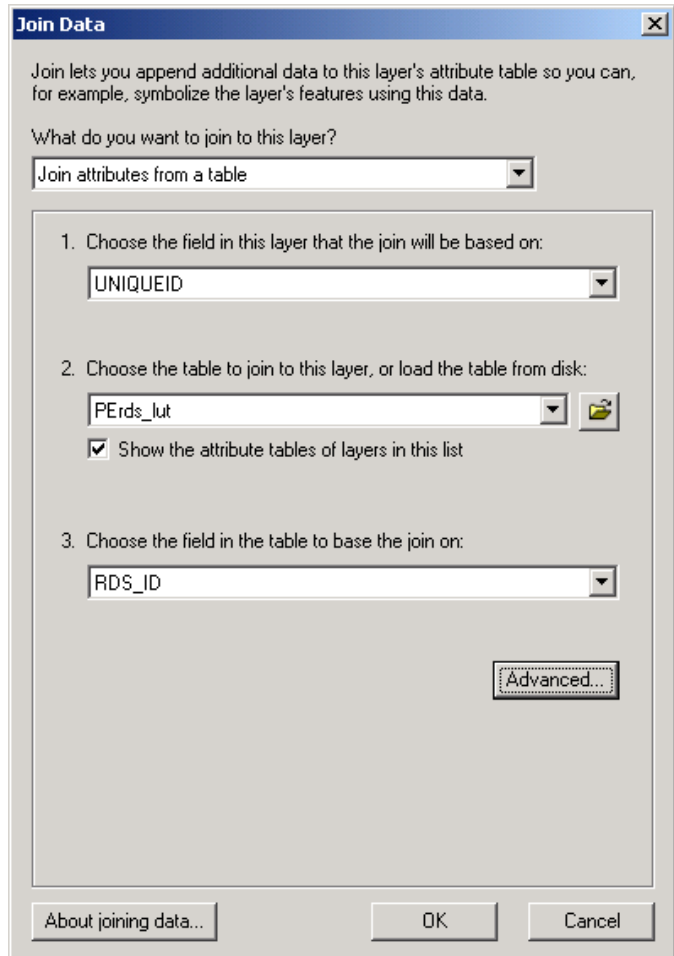 Join Data
Join lets you append additional data to this layer's attribute table so you can,
for example, symbolize the layer's features using this data.
What do you want to join to this layer?
Join attributes from a table
1. Choose the field in this layer that the join will be based on:
UNIQUEID
2. Choose the table to join to this layer, or load the table from disk:
PErds_lut
Show the attribute tables of layers in this list
3. Choose the field in the table to base the join on:
RDS_ID
Advanced...
About joining data...
OK
Cancel